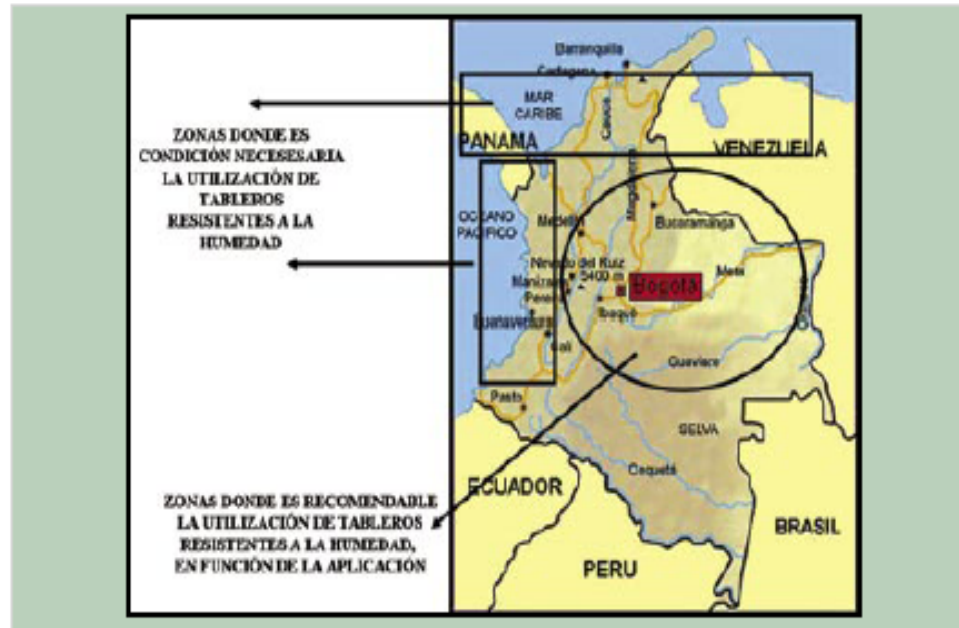 ZONAS DONDE ES
CONDICIÓN NECESESARIA
LA UTILIZACIÓN DE
TABLEROS
RESISTENTES A LA
HUMEDAD
ZONAS DONDE ES RECOMENDABLE
LA UTILIZACIÓN DE TABLEROS
RESISTENTES A LA HUMEDAD,
EN FUNCIÓN DE LA APLICACIÓN
Barranquilla
Cartagena
MAR
CARIBE
PANAMA
VENEZUELA
Cauca
Magdalena
OCEANO
PACIFICO
Medellín
Bucaramanga
Nevado del Ruiz
5400 m
Manizales
Pereira
Bogotá
Meta
Ibagué
Buenaventura
Cali
Guaviare
Pasto
SELVA
Caquetá
ECUADOR
BRASIL
PERU